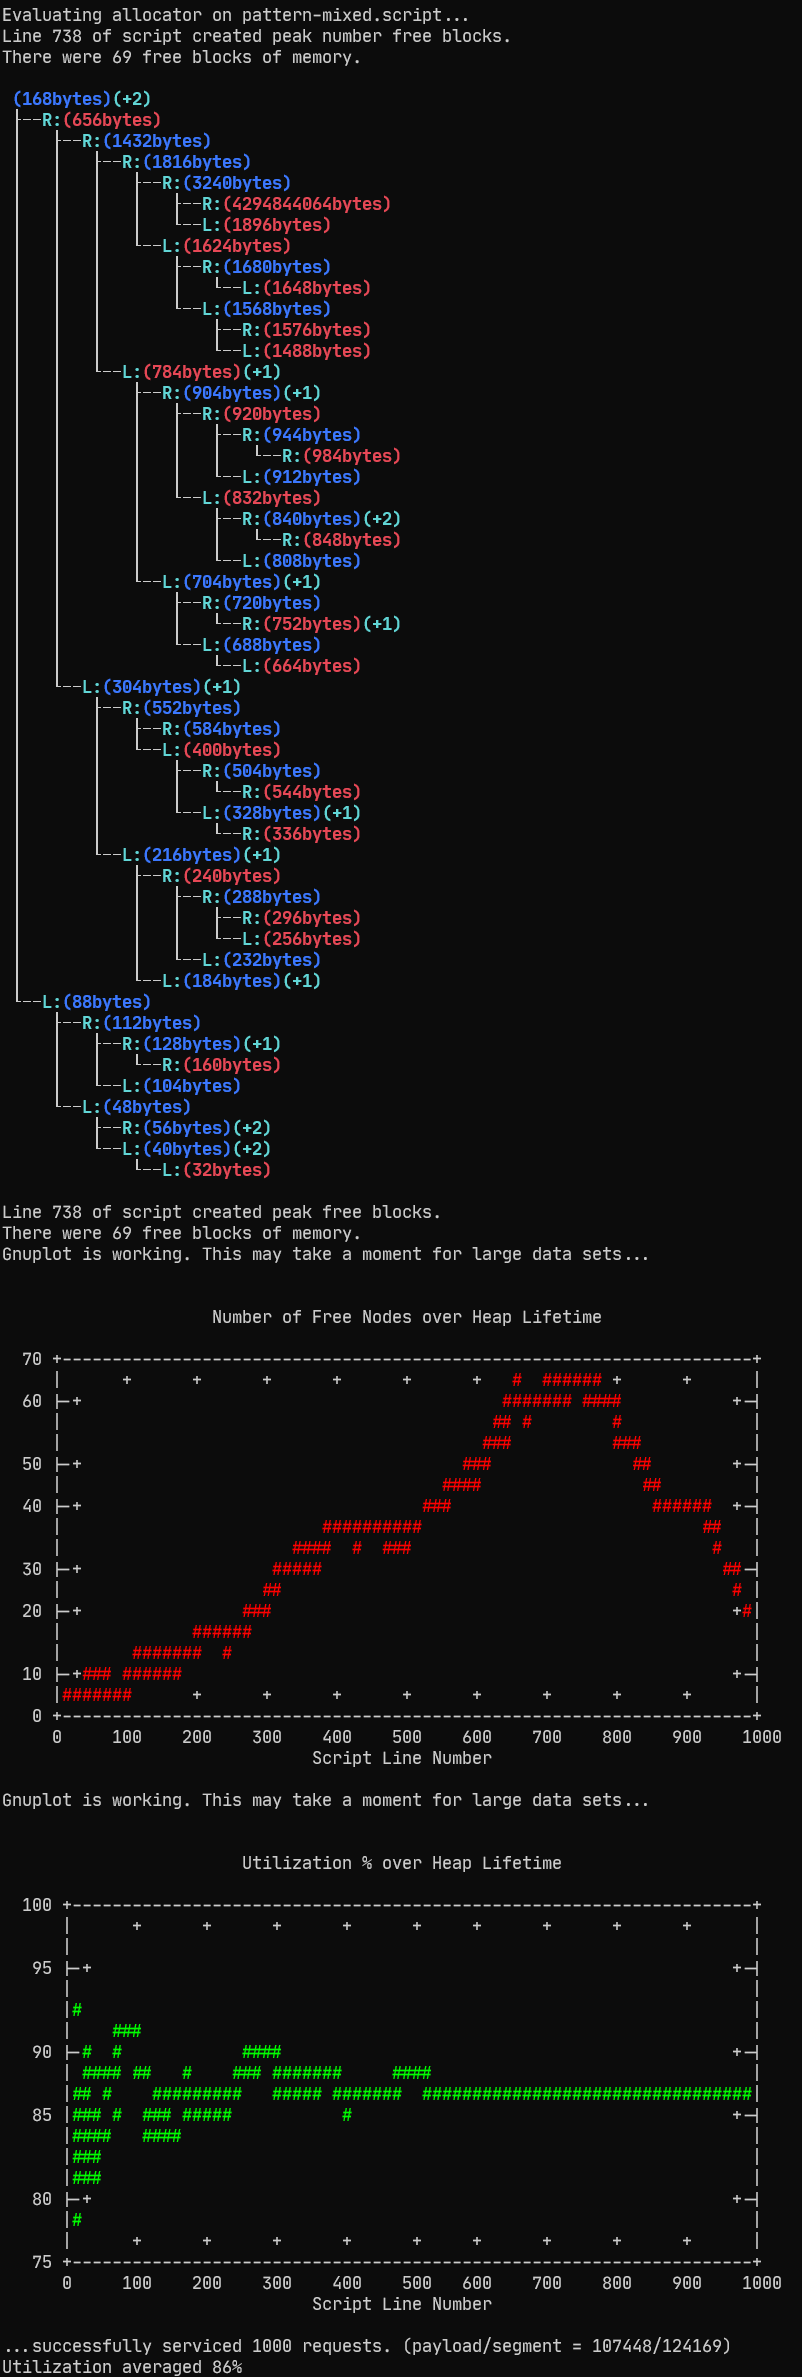 Evaluating allocator on pattern-mixed.script...
Line 738 of script created peak number free blocks.
There were 69 free blocks of memory.
(168bytes)(+2)
R:(656bytes)
R:(1432bytes)
R:(1816bytes)
R:(3240bytes)
R:(4294844064bytes)
L:(1896bytes)
L:(1624bytes)
R:(1680bytes)
L:(1648bytes)
L:(1568bytes)
R:(1576bytes)
L:(1488bytes)
L:(784bytes)(+1)
R:(904bytes)(+1)
R:(920bytes)
R:(944bytes)
R:(984bytes)
L:(912bytes)
L:(832bytes)
R:(840bytes)(+2)
R:(848bytes)
L:(808bytes)
L:(704bytes)(+1)
R:(720bytes)
R:(752bytes)(+1)
L:(688bytes)
L:(664bytes)
L:(304bytes)(+1)
R:(552bytes)
R:(584bytes)
L:(400bytes)
R:(504bytes)
R:(544bytes)
L:(328bytes)(+1)
R:(336bytes)
L:(216bytes)(+1)
R:(240bytes)
R:(288bytes)
R:(296bytes)
L:(256bytes)
L:(232bytes)
L:(184bytes)(+1)
L:(88bytes)
R:(112bytes)
R:(128bytes)(+1)
R:(160bytes)
L:(104bytes)
L:(48bytes)
R:(56bytes)(+2)
L:(40bytes)(+2)
L:(32bytes)
Line 738 of script created peak free blocks.
There were 69 free blocks of memory.
Gnuplot is working. This may take a moment for large data sets...
Number of Free Nodes over Heap Lifetime
70
60
50
40
30
20
10
0
0 100 200 300 400 500 600 700 800 900 1000
Script Line Number
Gnuplot is working. This may take a moment for large data sets...
Utilization % over Heap Lifetime
100
95
90
85
80
75
0 100 200 300 400 500 600 700 800 900 1000
Script Line Number
...successfully serviced 1000 requests. (payload/segment = 107448/124169)
Utilization averaged 86%